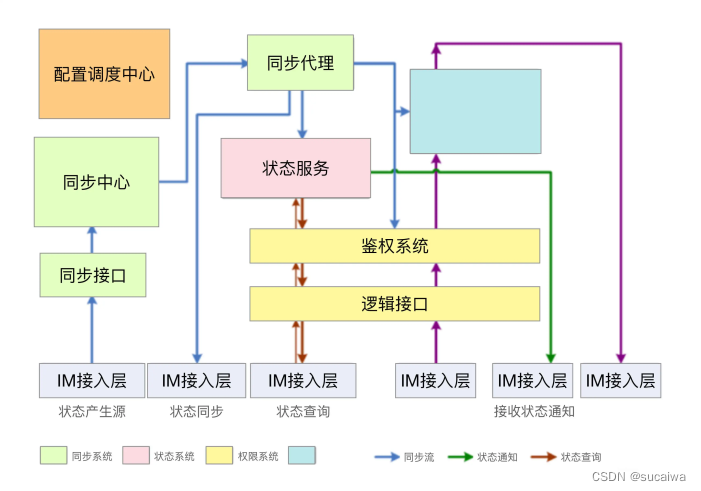 配置调度中心
同步代理
同步中心
状态服务
鉴权系统
同步接口
逻辑接口
IM接入层 IM接入层 IM接入层 IM接入层 IM接入层 IM接入层
状态产生源 状态同步 状态查询 接收状态通知
同步系统 状态系统 权限系统 同步流 状态通知 状态查询
CSDN @sucaiwa